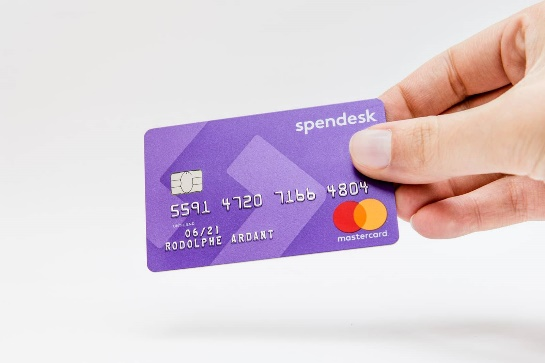 spendesk
5591 4720 7166 4804
06/21
RODOLPHE ARDANT
mastercard